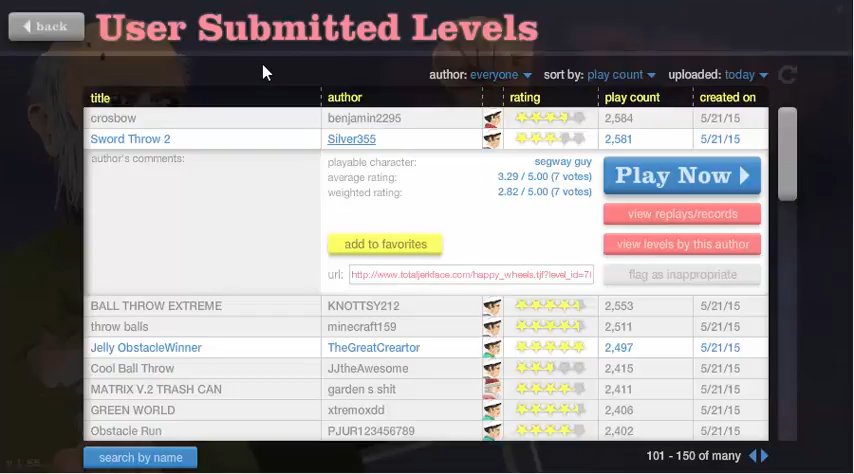 back
User Submitted Levels
author: everyone sort by: play count uploaded: today
title author rating play count created on
crosbow benjamin2295 2,584 5/21/15
Sword Throw 2 Silver355 2,581 5/21/15
author's comments:
playable character: segway guy
average rating: 3.29 / 5.00 (7 votes)
weighted rating: 2.82 / 5.00 (7 votes)
Play Now
view replays/records
add to favorites
view levels by this author
url: http://www.totaljerkface.com/happy_wheels.tjf?level_id=7
flag as inappropriate
BALL THROW EXTREME KNOTTSY212 2,553 5/21/15
throw balls minecraft159 2,511 5/21/15
Jelly ObstacleWinner TheGreatCreartor 2,497 5/21/15
Cool Ball Throw JJtheAwesome 2,415 5/21/15
MATRIX V.2 TRASH CAN garden s shit 2,411 5/21/15
GREEN WORLD xtremoxdd 2,406 5/21/15
Obstacle Run PJUR123456789 2,402 5/21/15
search by name
101 - 150 of many